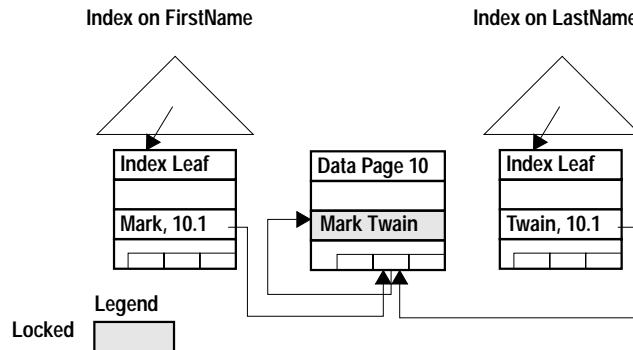 Index on FirstName
Index on LastName
Index Leaf
Mark, 10.1
Data Page 10
Mark Twain
Index Leaf
Twain, 10.1
Legend
Locked